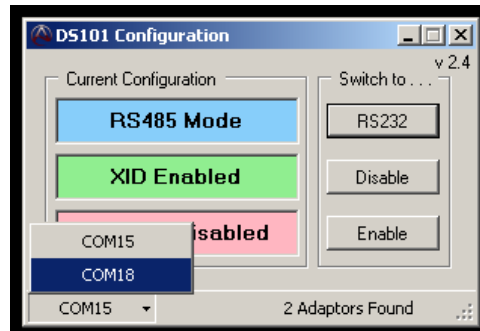 DS101 Configuration
v 2.4
Current Configuration
Switch to . . .
RS485 Mode
RS232
XID Enabled
Disable
isabled
Enable
COM15
COM18
COM15
2 Adaptors Found